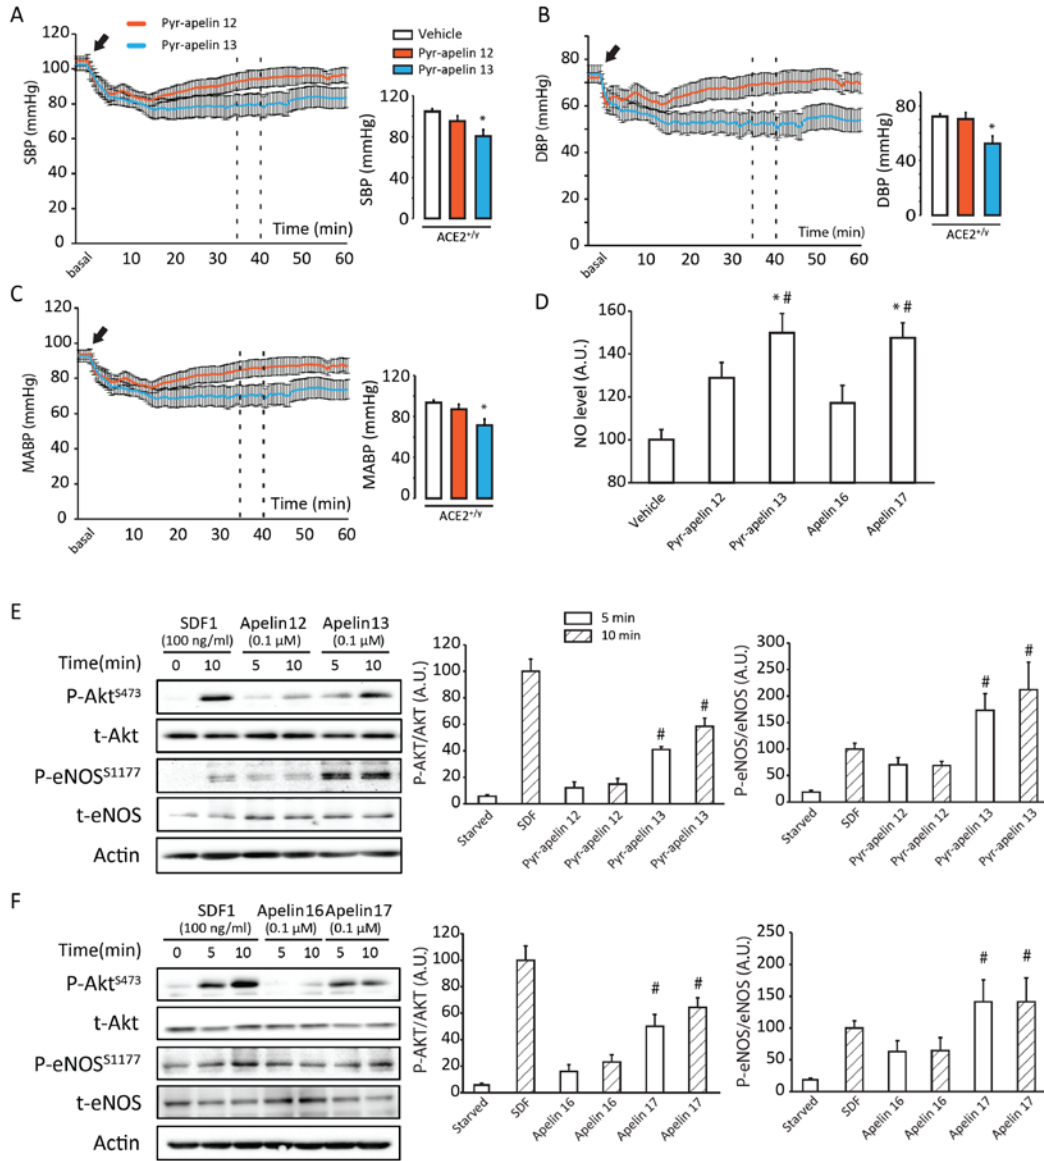 A
Pyr-apelin 12
Pyr-apelin 13
Vehicle
Pyr-apelin 12
Pyr-apelin 13
SBP (mmHg)
120
100
80
60
40
20
0
basal
10
20
30
40
50
60
Time (min)
SBP (mmHg)
120
80
40
0
*
ACE2+/y
B
DBP (mmHg)
100
80
60
40
20
0
basal
10
20
30
40
50
60
Time (min)
DBP (mmHg)
80
40
0
*
ACE2+/y
C
MABP (mmHg)
120
100
80
60
40
20
0
basal
10
20
30
40
50
60
Time (min)
MABP (mmHg)
120
80
40
0
*
ACE2+/y
D
NO level (A.U.)
160
140
120
100
80
* #
* #
Vehicle
Pyr-apelin 12
Pyr-apelin 13
Apelin 16
Apelin 17
E
SDF1 Apelin12 Apelin13
(100 ng/ml) (0.1 µM) (0.1 µM)
Time(min) 0 10 5 10 5 10
P-AktS473
t-Akt
P-eNOSS1177
t-eNOS
Actin
5 min
10 min
P-AKT/AKT (A.U.)
120
100
80
60
40
20
0
#
#
Starved
SDF
Pyr-apelin 12
Pyr-apelin 12
Pyr-apelin 13
Pyr-apelin 13
P-eNOS/eNOS (A.U.)
300
250
200
150
100
50
0
#
#
Starved
SDF
Pyr-apelin 12
Pyr-apelin 12
Pyr-apelin 13
Pyr-apelin 13
F
SDF1 Apelin16 Apelin17
(100 ng/ml) (0.1 µM) (0.1 µM)
Time(min) 0 5 10 5 10 5 10
P-AktS473
t-Akt
P-eNOSS1177
t-eNOS
Actin
P-AKT/AKT (A.U.)
120
100
80
60
40
20
0
#
#
Starved
SDF
Apelin 16
Apelin 16
Apelin 17
Apelin 17
P-eNOS/eNOS (A.U.)
250
200
150
100
50
0
#
#
Starved
SDF
Apelin 16
Apelin 16
Apelin 17
Apelin 17